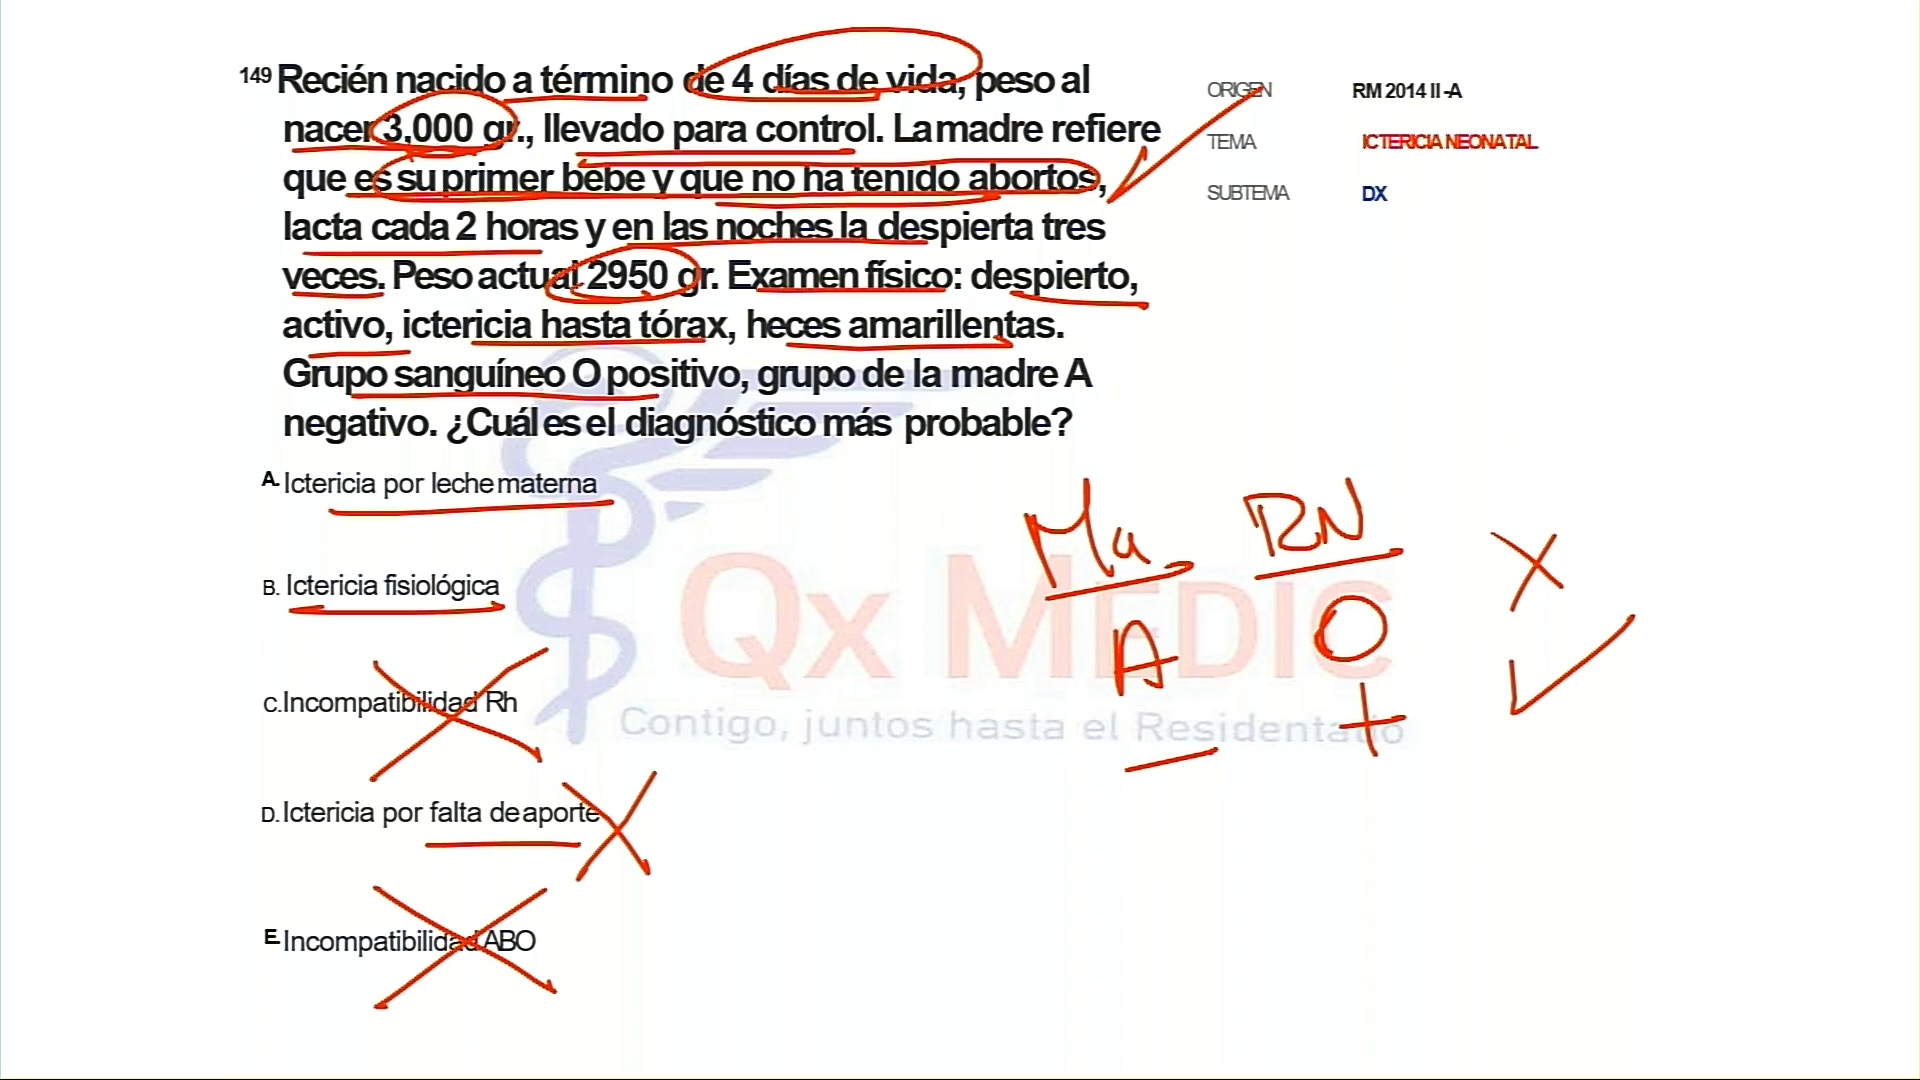 149 Recién nacido a término de 4 días de vida, peso al
nacer 3,000 gr., llevado para control. La madre refiere
que es su primer bebe y que no ha tenido abortos,
lacta cada 2 horas y en las noches la despierta tres
veces. Peso actual 2950 gr. Examen físico: despierto,
activo, ictericia hasta tórax, heces amarillentas.
Grupo sanguíneo O positivo, grupo de la madre A
negativo. ¿Cuál es el diagnóstico más probable?
ORIGEN RM 2014 II -A
TEMA ICTERICIA NEONATAL
SUBTEMA DX
A. Ictericia por leche materna
B. Ictericia fisiológica
C. Incompatibilidad Rh
D. Ictericia por falta de aporte
E. Incompatibilidad ABO
Ma RN
A O
- +
Qx MEDIC
Contigo, juntos hasta el Residentado